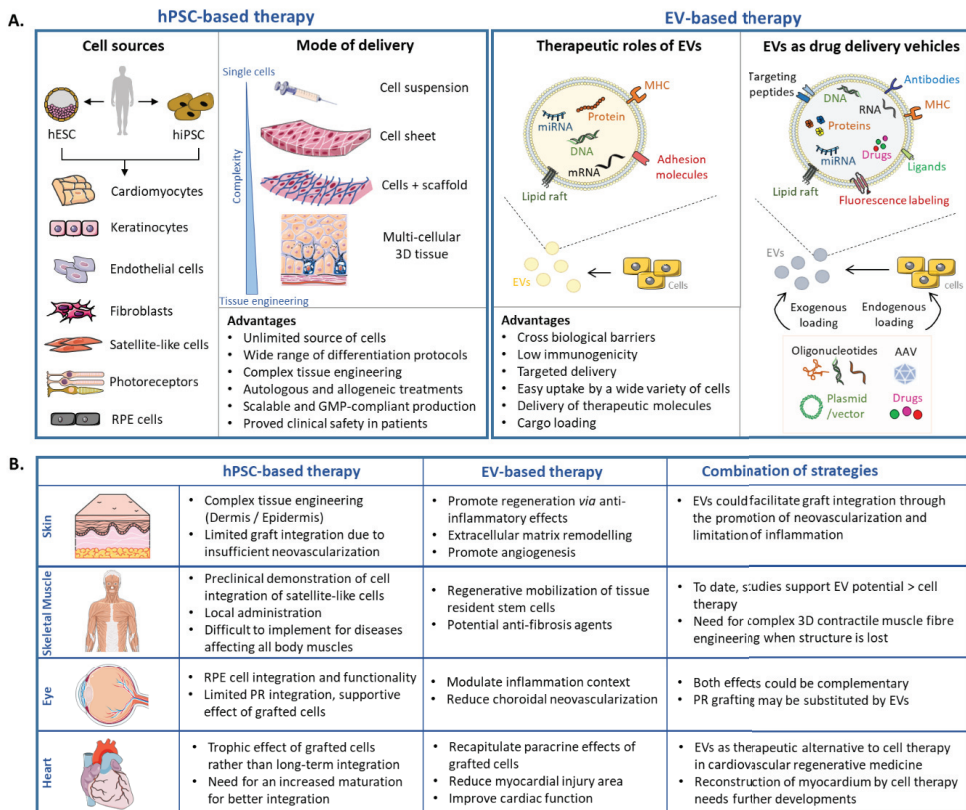 A.
hPSC-based therapy
EV-based therapy
Cell sources
hESC
hiPSC
Cardiomyocytes
Keratinocytes
Endothelial cells
Fibroblasts
Satellite-like cells
Photoreceptors
RPE cells
Mode of delivery
Single cells
Complexity
Tissue engineering
Cell suspension
Cell sheet
Cells + scaffold
Multi-cellular
3D tissue
Advantages
• Unlimited source of cells
• Wide range of differentiation protocols
• Complex tissue engineering
• Autologous and allogeneic treatments
• Scalable and GMP-compliant production
• Proved clinical safety in patients
Therapeutic roles of EVs
MHC
Protein
miRNA
DNA
mRNA
Adhesion
molecules
Lipid raft
EVs
Cells
Advantages
• Cross biological barriers
• Low immunogenicity
• Targeted delivery
• Easy uptake by a wide variety of cells
• Delivery of therapeutic molecules
• Cargo loading
EVs as drug delivery vehicles
Targeting
peptides
Antibodies
DNA
RNA
MHC
Proteins
miRNA
Drugs
Ligands
Lipid raft
Fluorescence labeling
EVs
cells
Exogenous
loading
Endogenous
loading
Oligonucleotides
AAV
Plasmid
/vector
Drugs
B.
hPSC-based therapy
EV-based therapy
Combination of strategies
Skin
• Complex tissue engineering
(Dermis / Epidermis)
• Limited graft integration due to
insufficient neovascularization
• Promote regeneration via anti-
inflammatory effects
• Extracellular matrix remodelling
• Promote angiogenesis
• EVs could facilitate graft integration through
the promotion of neovascularization and
limitation of inflammation
Skeletal Muscle
• Preclinical demonstration of cell
integration of satellite-like cells
• Local administration
• Difficult to implement for diseases
affecting all body muscles
• Regenerative mobilization of tissue
resident stem cells
• Potential anti-fibrosis agents
• To date, studies support EV potential > cell
therapy
• Need for complex 3D contractile muscle fibre
engineering when structure is lost
Eye
• RPE cell integration and functionality
• Limited PR integration, supportive
effect of grafted cells
• Modulate inflammation context
• Reduce choroidal neovascularization
• Both effects could be complementary
• PR grafting may be substituted by EVs
Heart
• Trophic effect of grafted cells
rather than long-term integration
• Need for an increased maturation
for better integration
• Recapitulate paracrine effects of
grafted cells
• Reduce myocardial injury area
• Improve cardiac function
• EVs as therapeutic alternative to cell therapy
in cardiovascular regenerative medicine
• Reconstruction of myocardium by cell therapy
needs further developments